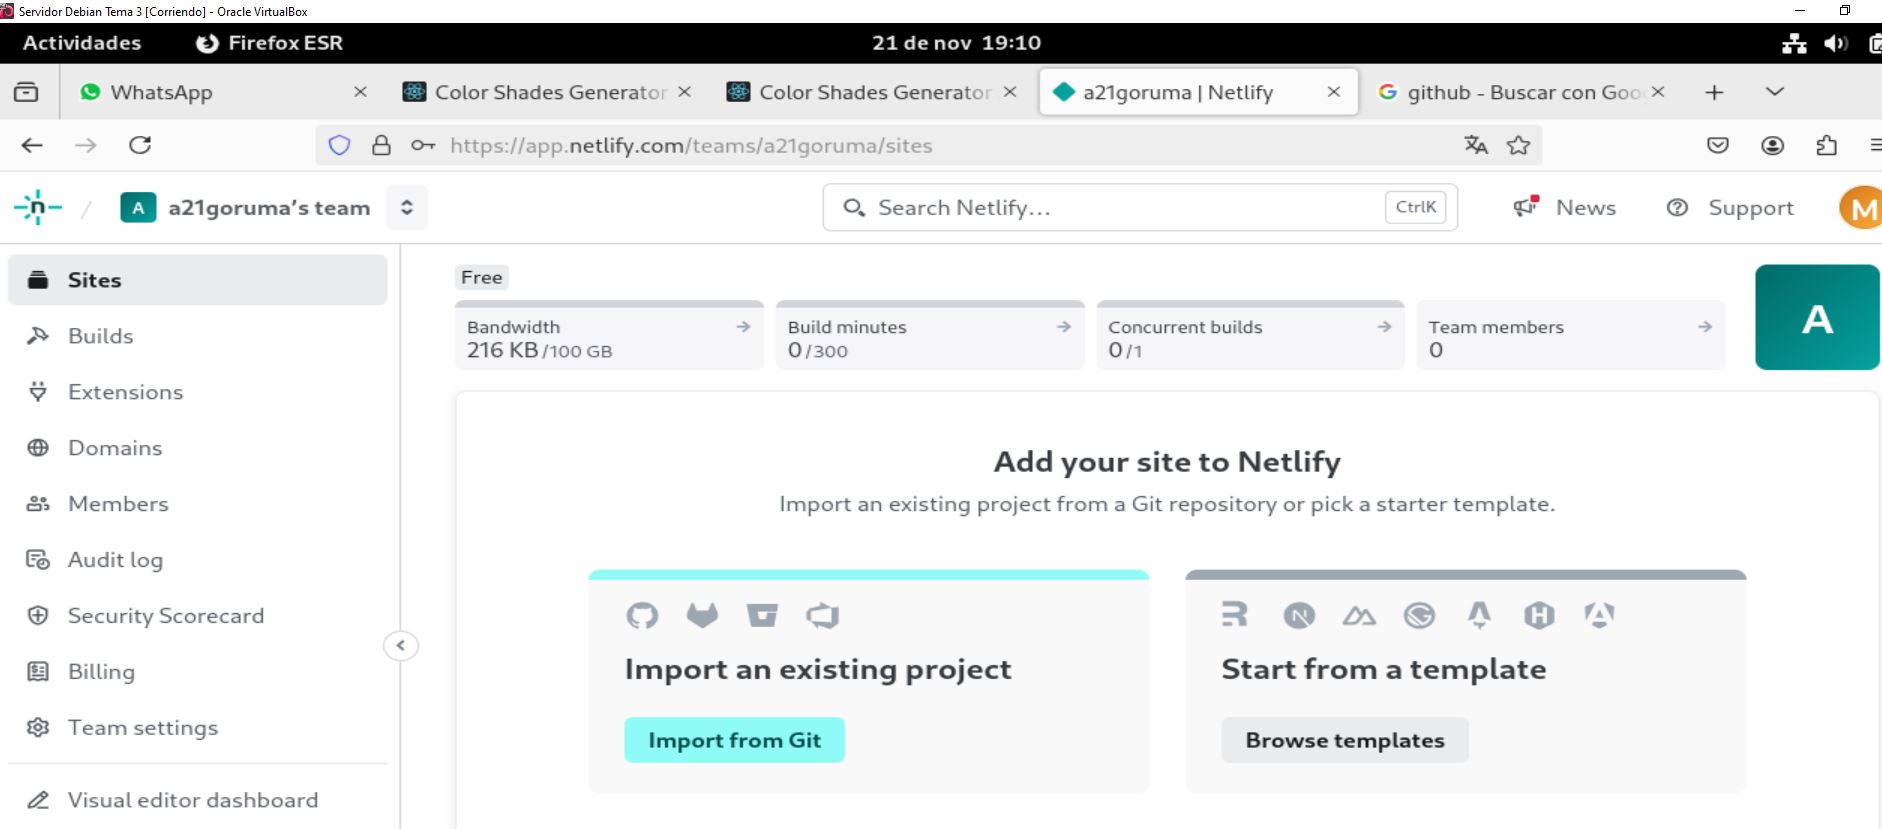 Servidor Debian Tema 3 [Corriendo] - Oracle VirtualBox
Actividades Firefox ESR 21 de nov 19:10
WhatsApp Color Shades Generator Color Shades Generator a21goruma | Netlify github - Buscar con Goo
https://app.netlify.com/teams/a21goruma/sites
n / A a21goruma's team Search Netlify... CtrlK News Support M
Sites
Builds
Extensions
Domains
Members
Audit log
Security Scorecard
Billing
Team settings
Visual editor dashboard
Free
Bandwidth
216 KB/100 GB
Build minutes
0/300
Concurrent builds
0/1
Team members
0
A
Add your site to Netlify
Import an existing project from a Git repository or pick a starter template.
Import an existing project
Import from Git
Start from a template
Browse templates